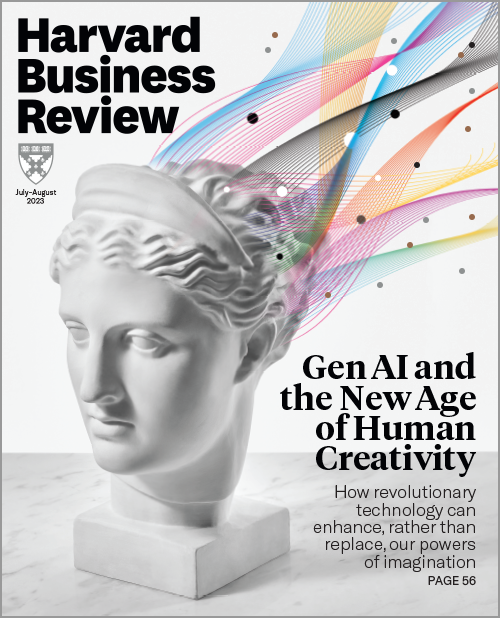 Harvard
Business
Review
July–August
2023
Gen AI and
the New Age
of Human
Creativity
How revolutionary
technology can
enhance, rather than
replace, our powers
of imagination
PAGE 56